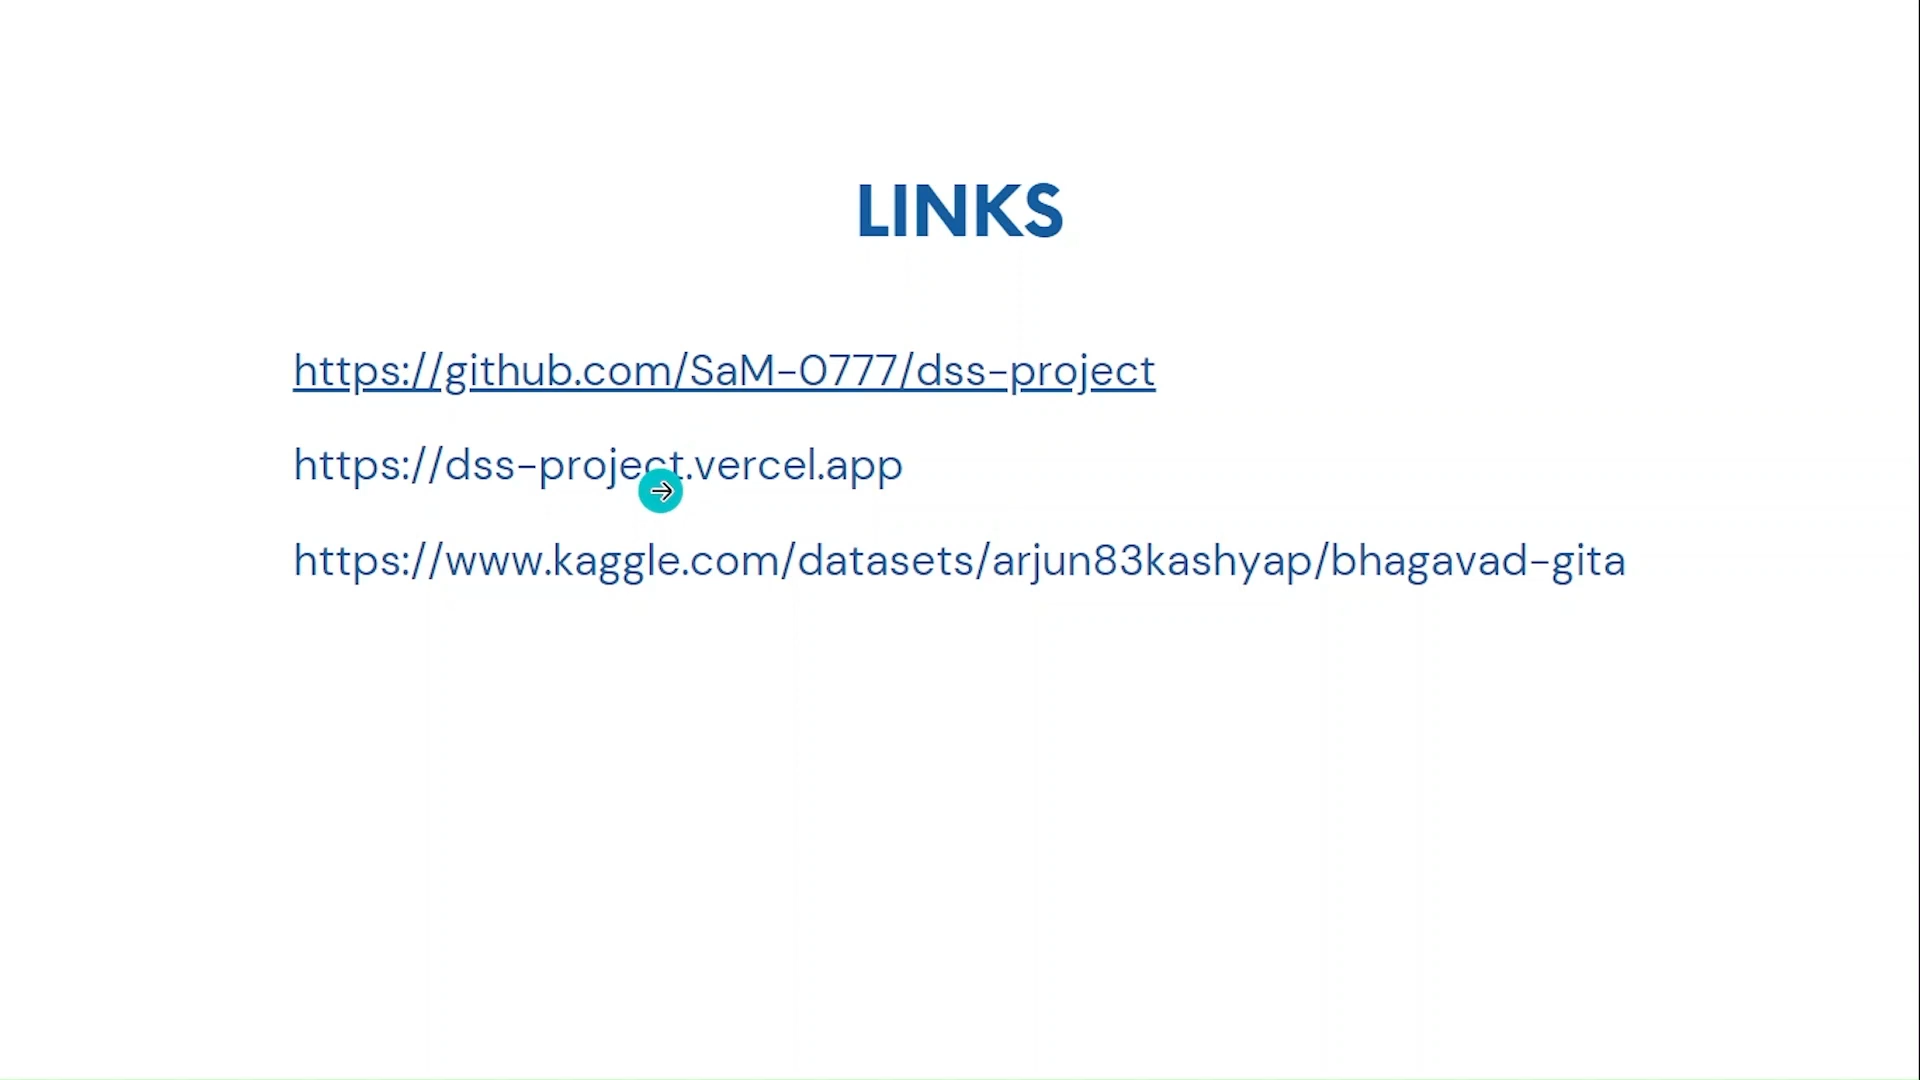 LINKS
https://github.com/SaM-0777/dss-project
https://dss-project.vercel.app
https://www.kaggle.com/datasets/arjun83kashyap/bhagavad-gita